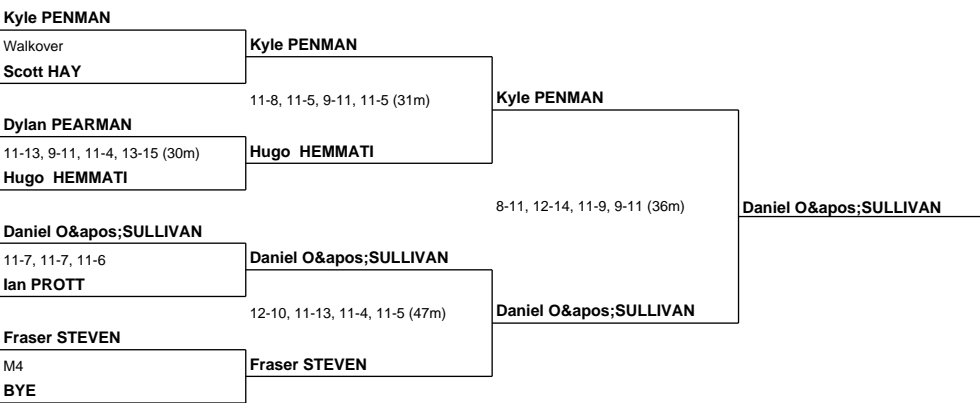 Kyle PENMAN
Walkover
Scott HAY
Dylan PEARMAN
11-13, 9-11, 11-4, 13-15 (30m)
Hugo  HEMMATI
Daniel O&apos;SULLIVAN
11-7, 11-7, 11-6
Ian PROTT
Fraser STEVEN
M4
BYE
Kyle PENMAN
11-8, 11-5, 9-11, 11-5 (31m)
Hugo  HEMMATI
Daniel O&apos;SULLIVAN
12-10, 11-13, 11-4, 11-5 (47m)
Fraser STEVEN
Kyle PENMAN
8-11, 12-14, 11-9, 9-11 (36m)
Daniel O&apos;SULLIVAN
Daniel O&apos;SULLIVAN